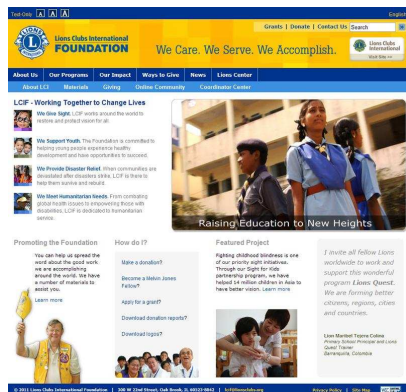 Text-Only A A A English
Grants | Donate | Contact Us Search
Lions Clubs International
FOUNDATION
We Care. We Serve. We Accomplish.
Lions Clubs
International
Visit Site >>
About Us Our Programs Our Impact Ways to Give News Lions Center
About LCI Materials Giving Online Community Coordinator Center
LCIF - Working Together to Change Lives
We Give Sight. LCIF works around the world to
restore and protect vision for all.
We Support Youth. The Foundation is committed to
helping young people experience healthy
development and have opportunities to succeed.
We Provide Disaster Relief. When communities are
devastated after disasters strike, LCIF is there to
help them survive and rebuild.
We Meet Humanitarian Needs. From combating
global health issues to empowering those with
disabilities, LCIF is dedicated to humanitarian
service.
Raising Education to New Heights
Promoting the Foundation
You can help us spread the
word about the good work
we are accomplishing
around the world. We have
a number of materials to
assist you.
Learn more
How do I?
Make a donation?
Become a Melvin Jones
Fellow?
Apply for a grant?
Download donation reports?
Download logos?
Featured Project
Fighting childhood blindness is one
of our priority sight initiatives.
Through our Sight for Kids
partnership program, we have
helped 14 million children in Asia to
have better vision. Learn more
I invite all fellow Lions
worldwide to work and
support this wonderful
program Lions Quest.
We are forming better
citizens, regions, cities
and countries.
Lion Maribell Tejera Colina
Primary School Principal and Lions
Quest Trainer
Barranquilla, Colombia
© 2011 Lions Clubs International Foundation | 300 W 22nd Street, Oak Brook, IL 60523-8842 | lcif@lionsclubs.org Privacy Policy | Site Map